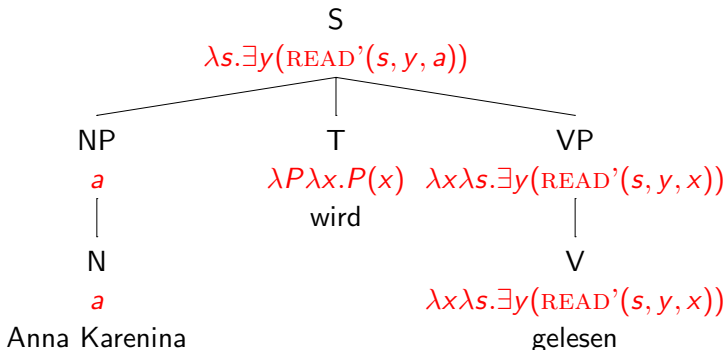 S
λs.∃y(READ’(s, y, a))
NP T VP
a λPλx.P(x) λxλs.∃y(READ’(s, y, x))
wird
N V
a λxλs.∃y(READ’(s, y, x))
Anna Karenina gelesen